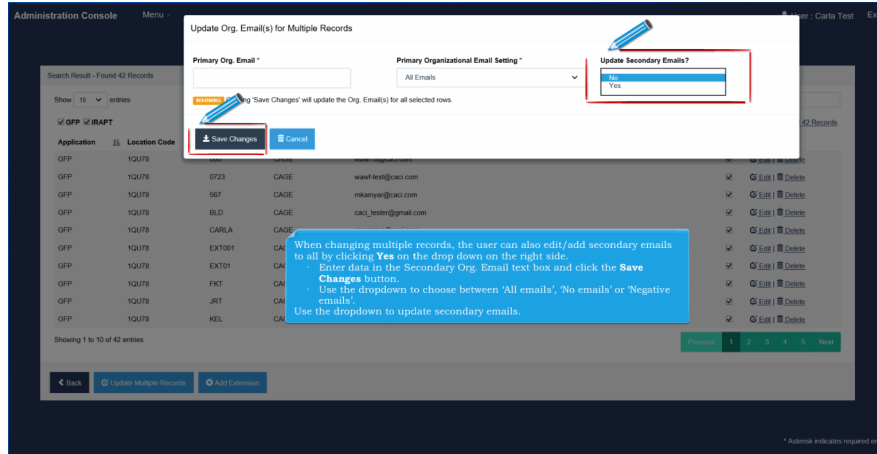 Administration Console Menu User : Carla Test Ex
Update Org. Email(s) for Multiple Records
Primary Org. Email * Primary Organizational Email Setting * Update Secondary Emails?
All Emails No
Yes
WARNING 'Save Changes' will update the Org. Email(s) for all selected rows.
Save Changes Cancel
Search Result - Found 42 Records
Show 10 entries
GFP IRAPT 42 Records
Application Location Code
GFP 1QU78 CAGE Edit | Delete
GFP 1QU78 0723 CAGE wawf-test@caci.com Edit | Delete
GFP 1QU78 567 CAGE mkamyar@caci.com Edit | Delete
GFP 1QU78 BLD CAGE caci_tester@gmail.com Edit | Delete
GFP 1QU78 CARLA CAGE Edit | Delete
GFP 1QU78 EXT001 CA Edit | Delete
GFP 1QU78 EXT01 CA Edit | Delete
GFP 1QU78 FKT CA Edit | Delete
GFP 1QU78 JRT CA Edit | Delete
GFP 1QU78 KEL CA Edit | Delete
When changing multiple records, the user can also edit/add secondary emails
to all by clicking Yes on the drop down on the right side.
· Enter data in the Secondary Org. Email text box and click the Save
Changes button.
· Use the dropdown to choose between 'All emails', 'No emails' or 'Negative
emails'.
Use the dropdown to update secondary emails.
Showing 1 to 10 of 42 entries Previous 1 2 3 4 5 Next
Back Update Multiple Records Add Extension
* Asterisk indicates required en